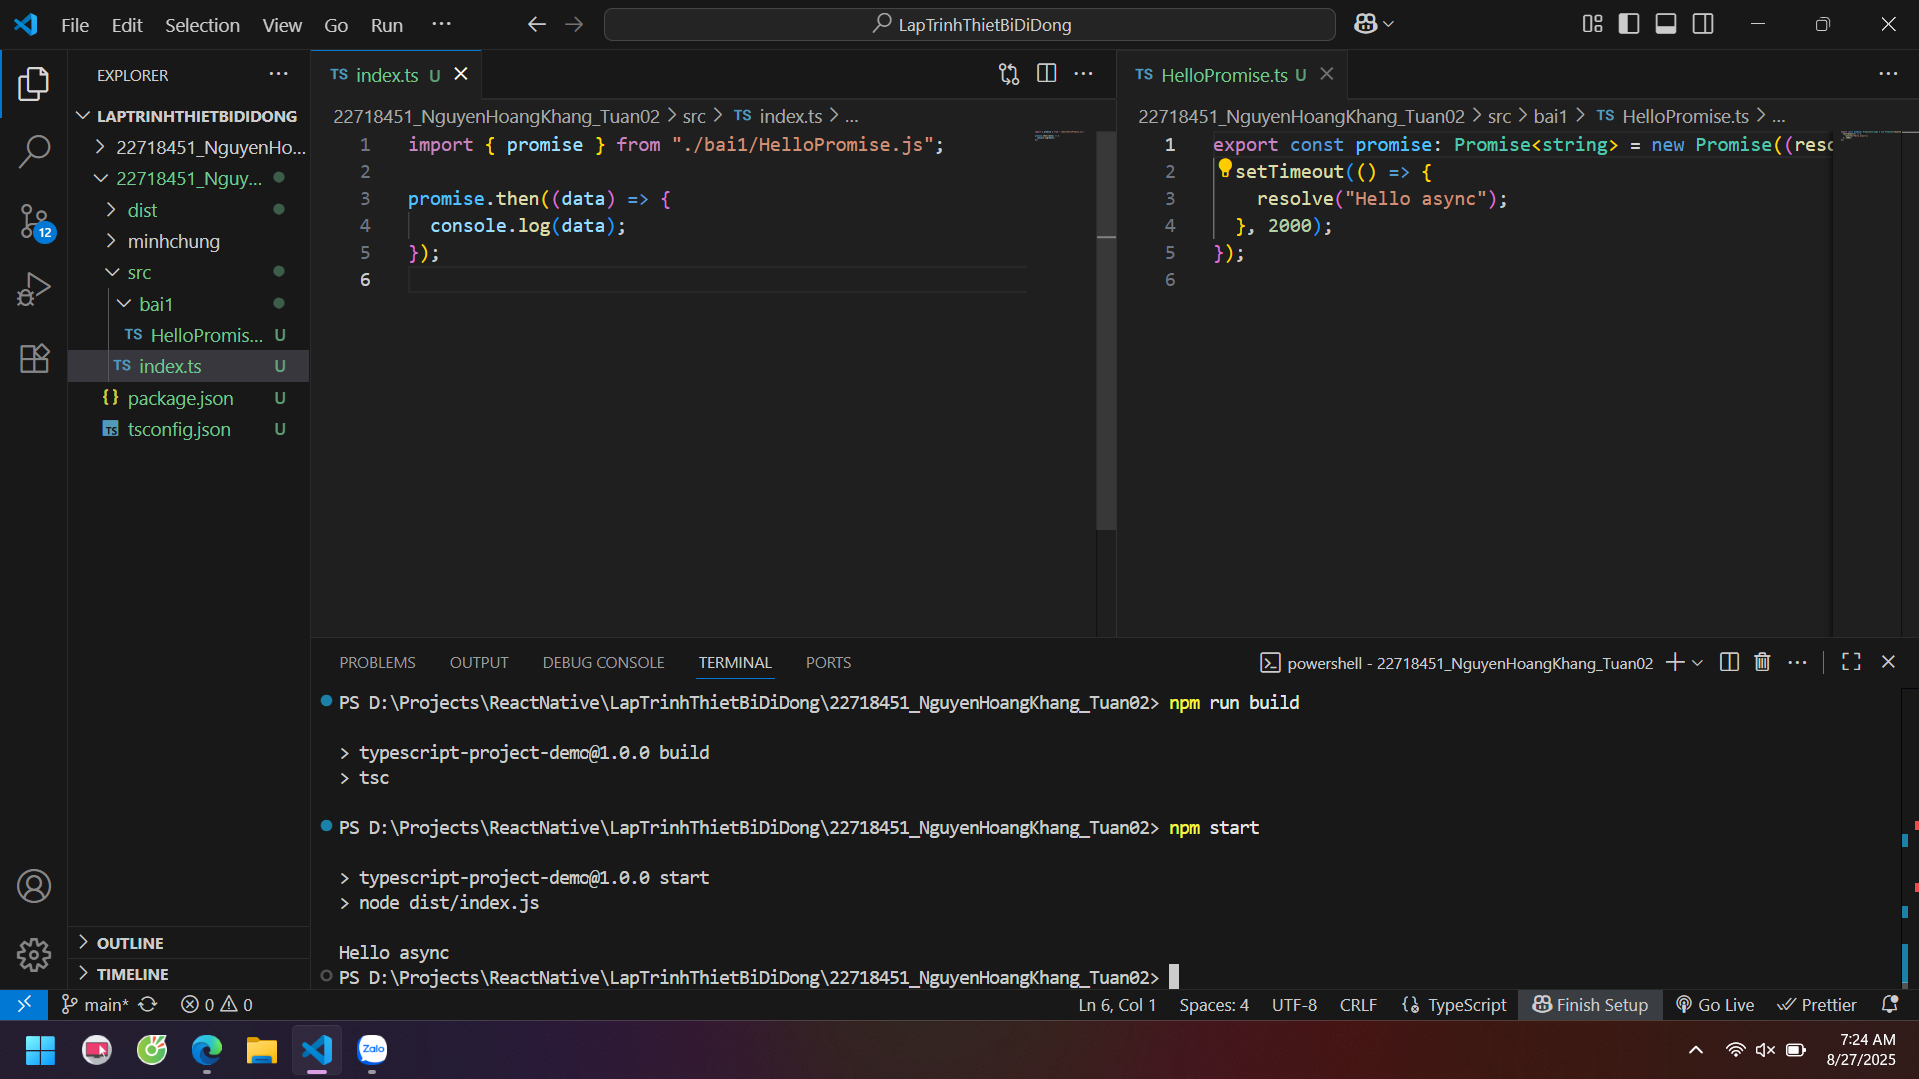 File Edit Selection View Go Run ...
LapTrinhThietBiDiDong
EXPLORER
LAPTRINHTHIETBIDIDONG
22718451_NguyenHo...
22718451_Nguy...
dist
minhchung
src
bai1
TS HelloPromis... U
TS index.ts U
{} package.json U
TS tsconfig.json U
OUTLINE
TIMELINE
12
TS index.ts U
22718451_NguyenHoangKhang_Tuan02 > src > TS index.ts > ...
1 import { promise } from "./bai1/HelloPromise.js";
2
3 promise.then((data) => {
4 console.log(data);
5 });
6
TS HelloPromise.ts U
22718451_NguyenHoangKhang_Tuan02 > src > bai1 > TS HelloPromise.ts > ...
1 export const promise: Promise<string> = new Promise((reso
2 setTimeout(() => {
3 resolve("Hello async");
4 }, 2000);
5 });
6
PROBLEMS OUTPUT DEBUG CONSOLE TERMINAL PORTS
powershell - 22718451_NguyenHoangKhang_Tuan02
PS D:\Projects\ReactNative\LapTrinhThietBiDiDong\22718451_NguyenHoangKhang_Tuan02> npm run build
> typescript-project-demo@1.0.0 build
> tsc
PS D:\Projects\ReactNative\LapTrinhThietBiDiDong\22718451_NguyenHoangKhang_Tuan02> npm start
> typescript-project-demo@1.0.0 start
> node dist/index.js
Hello async
PS D:\Projects\ReactNative\LapTrinhThietBiDiDong\22718451_NguyenHoangKhang_Tuan02>
main* 0 0 Ln 6, Col 1 Spaces: 4 UTF-8 CRLF {} TypeScript Finish Setup Go Live Prettier
Zalo
7:24 AM
8/27/2025